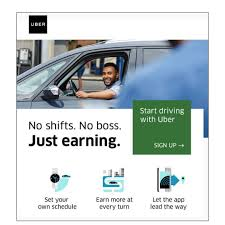 UBER
Start driving
with Uber
SIGN UP →
No shifts. No boss.
Just earning.
Set your
own schedule
Earn more at
every turn
Let the app
lead the way